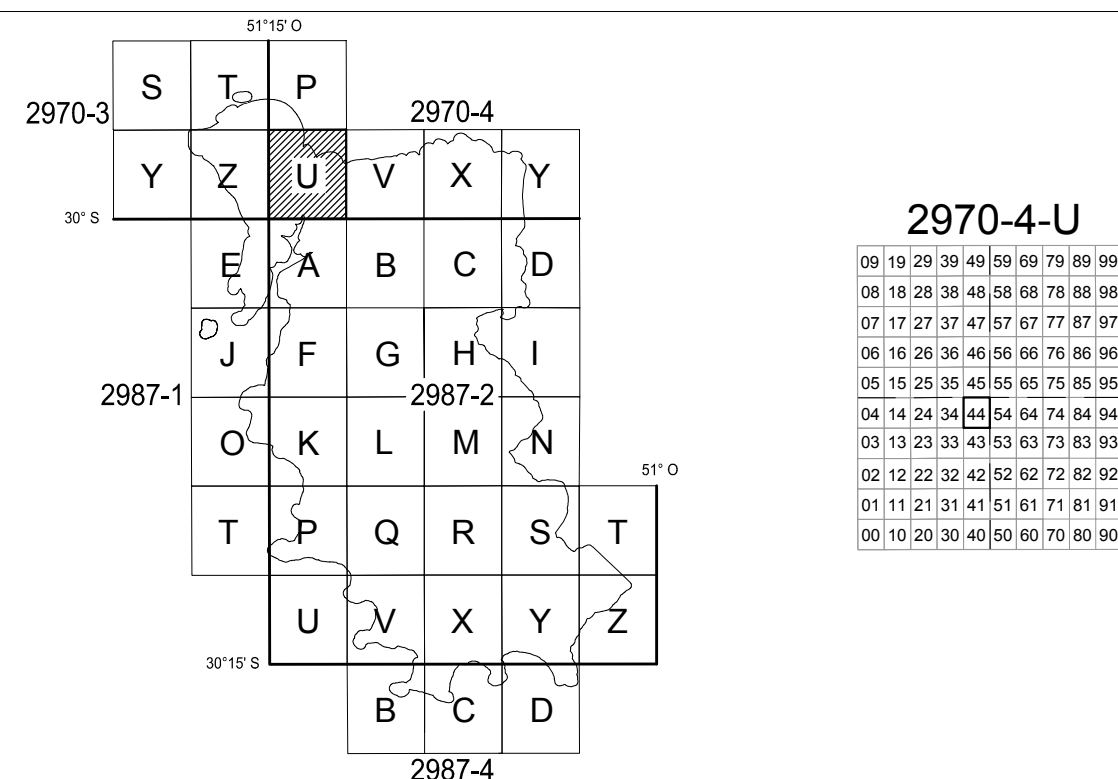 51°15' O
S T P
2970-3 2970-4
Y Z U V X Y
30° S
E A B C D
J F G H I
2987-1 2987-2
O K L M N
51° O
T P Q R S T
U V X Y Z
30°15' S
B C D
2987-4
2970-4-U
09 19 29 39 49 59 69 79 89 99
08 18 28 38 48 58 68 78 88 98
07 17 27 37 47 57 67 77 87 97
06 16 26 36 46 56 66 76 86 96
05 15 25 35 45 55 65 75 85 95
04 14 24 34 44 54 64 74 84 94
03 13 23 33 43 53 63 73 83 93
02 12 22 32 42 52 62 72 82 92
01 11 21 31 41 51 61 71 81 91
00 10 20 30 40 50 60 70 80 90